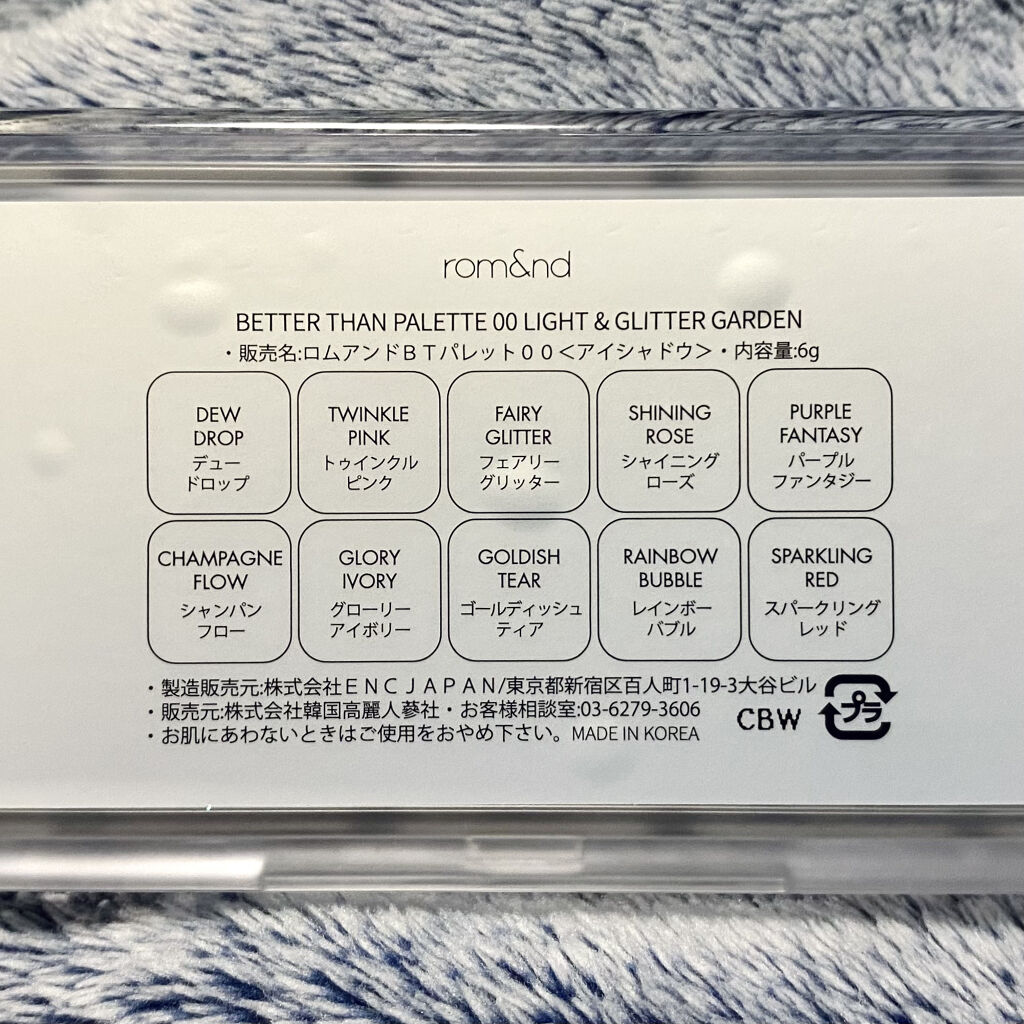 rom&nd
BETTER THAN PALETTE 00 LIGHT & GLITTER GARDEN
・販売名:ロムアンドＢＴパレット００＜アイシャドウ＞・内容量:6g
DEW
DROP
デュー
ドロップ
TWINKLE
PINK
トゥインクル
ピンク
FAIRY
GLITTER
フェアリー
グリッター
SHINING
ROSE
シャイニング
ローズ
PURPLE
FANTASY
パープル
ファンタジー
CHAMPAGNE
FLOW
シャンパン
フロー
GLORY
IVORY
グローリー
アイボリー
GOLDISH
TEAR
ゴールディッシュ
ティア
RAINBOW
BUBBLE
レインボー
バブル
SPARKLING
RED
スパークリング
レッド
・製造販売元:株式会社ＥＮＣＪＡＰＡＮ/東京都新宿区百人町1-19-3大谷ビル
・販売元:株式会社韓国高麗人蔘社・お客様相談室:03-6279-3606
・お肌にあわないときはご使用をおやめ下さい。MADE IN KOREA
CBW
プラ